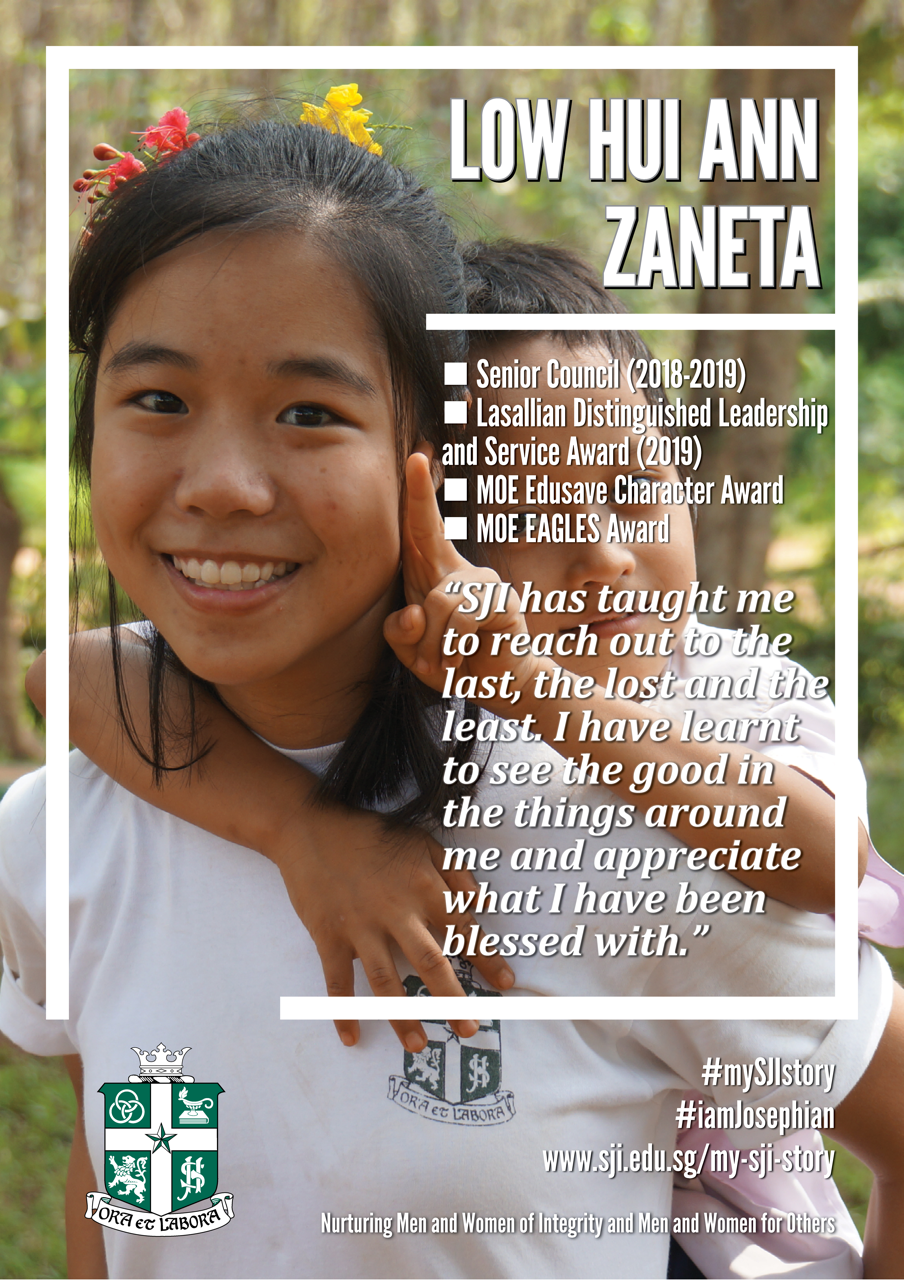 LOW HUI ANN
ZANETA
■ Senior Council (2018-2019)
■ Lasallian Distinguished Leadership
and Service Award (2019)
■ MOE Edusave Character Award
■ MOE EAGLES Award
“SJI has taught me
to reach out to the
last, the lost and the
least. I have learnt
to see the good in
the things around
me and appreciate
what I have been
blessed with.”
ORA ET LABORA
#mySJIstory
#iamJosephian
www.sji.edu.sg/my-sji-story
ORA ET LABORA
Nurturing Men and Women of Integrity and Men and Women for Others